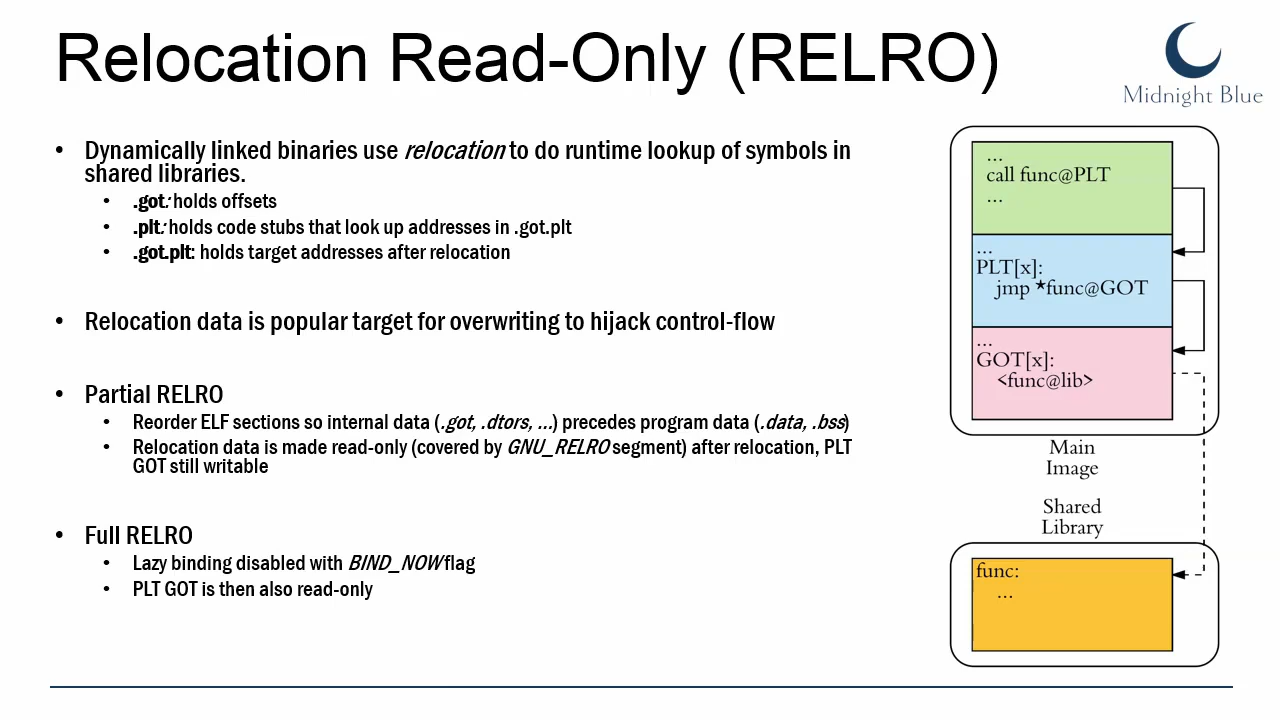 Relocation Read-Only (RELRO)
Midnight Blue
• Dynamically linked binaries use relocation to do runtime lookup of symbols in
shared libraries.
• .got: holds offsets
• .plt: holds code stubs that look up addresses in .got.plt
• .got.plt: holds target addresses after relocation
• Relocation data is popular target for overwriting to hijack control-flow
• Partial RELRO
• Reorder ELF sections so internal data (.got, .dtors, ...) precedes program data (.data, .bss)
• Relocation data is made read-only (covered by GNU_RELRO segment) after relocation, PLT
GOT still writable
• Full RELRO
• Lazy binding disabled with BIND_NOW flag
• PLT GOT is then also read-only
...
call func@PLT
...
...
PLT[x]:
jmp *func@GOT
...
GOT[x]:
<func@lib>
Main
Image
Shared
Library
func:
...